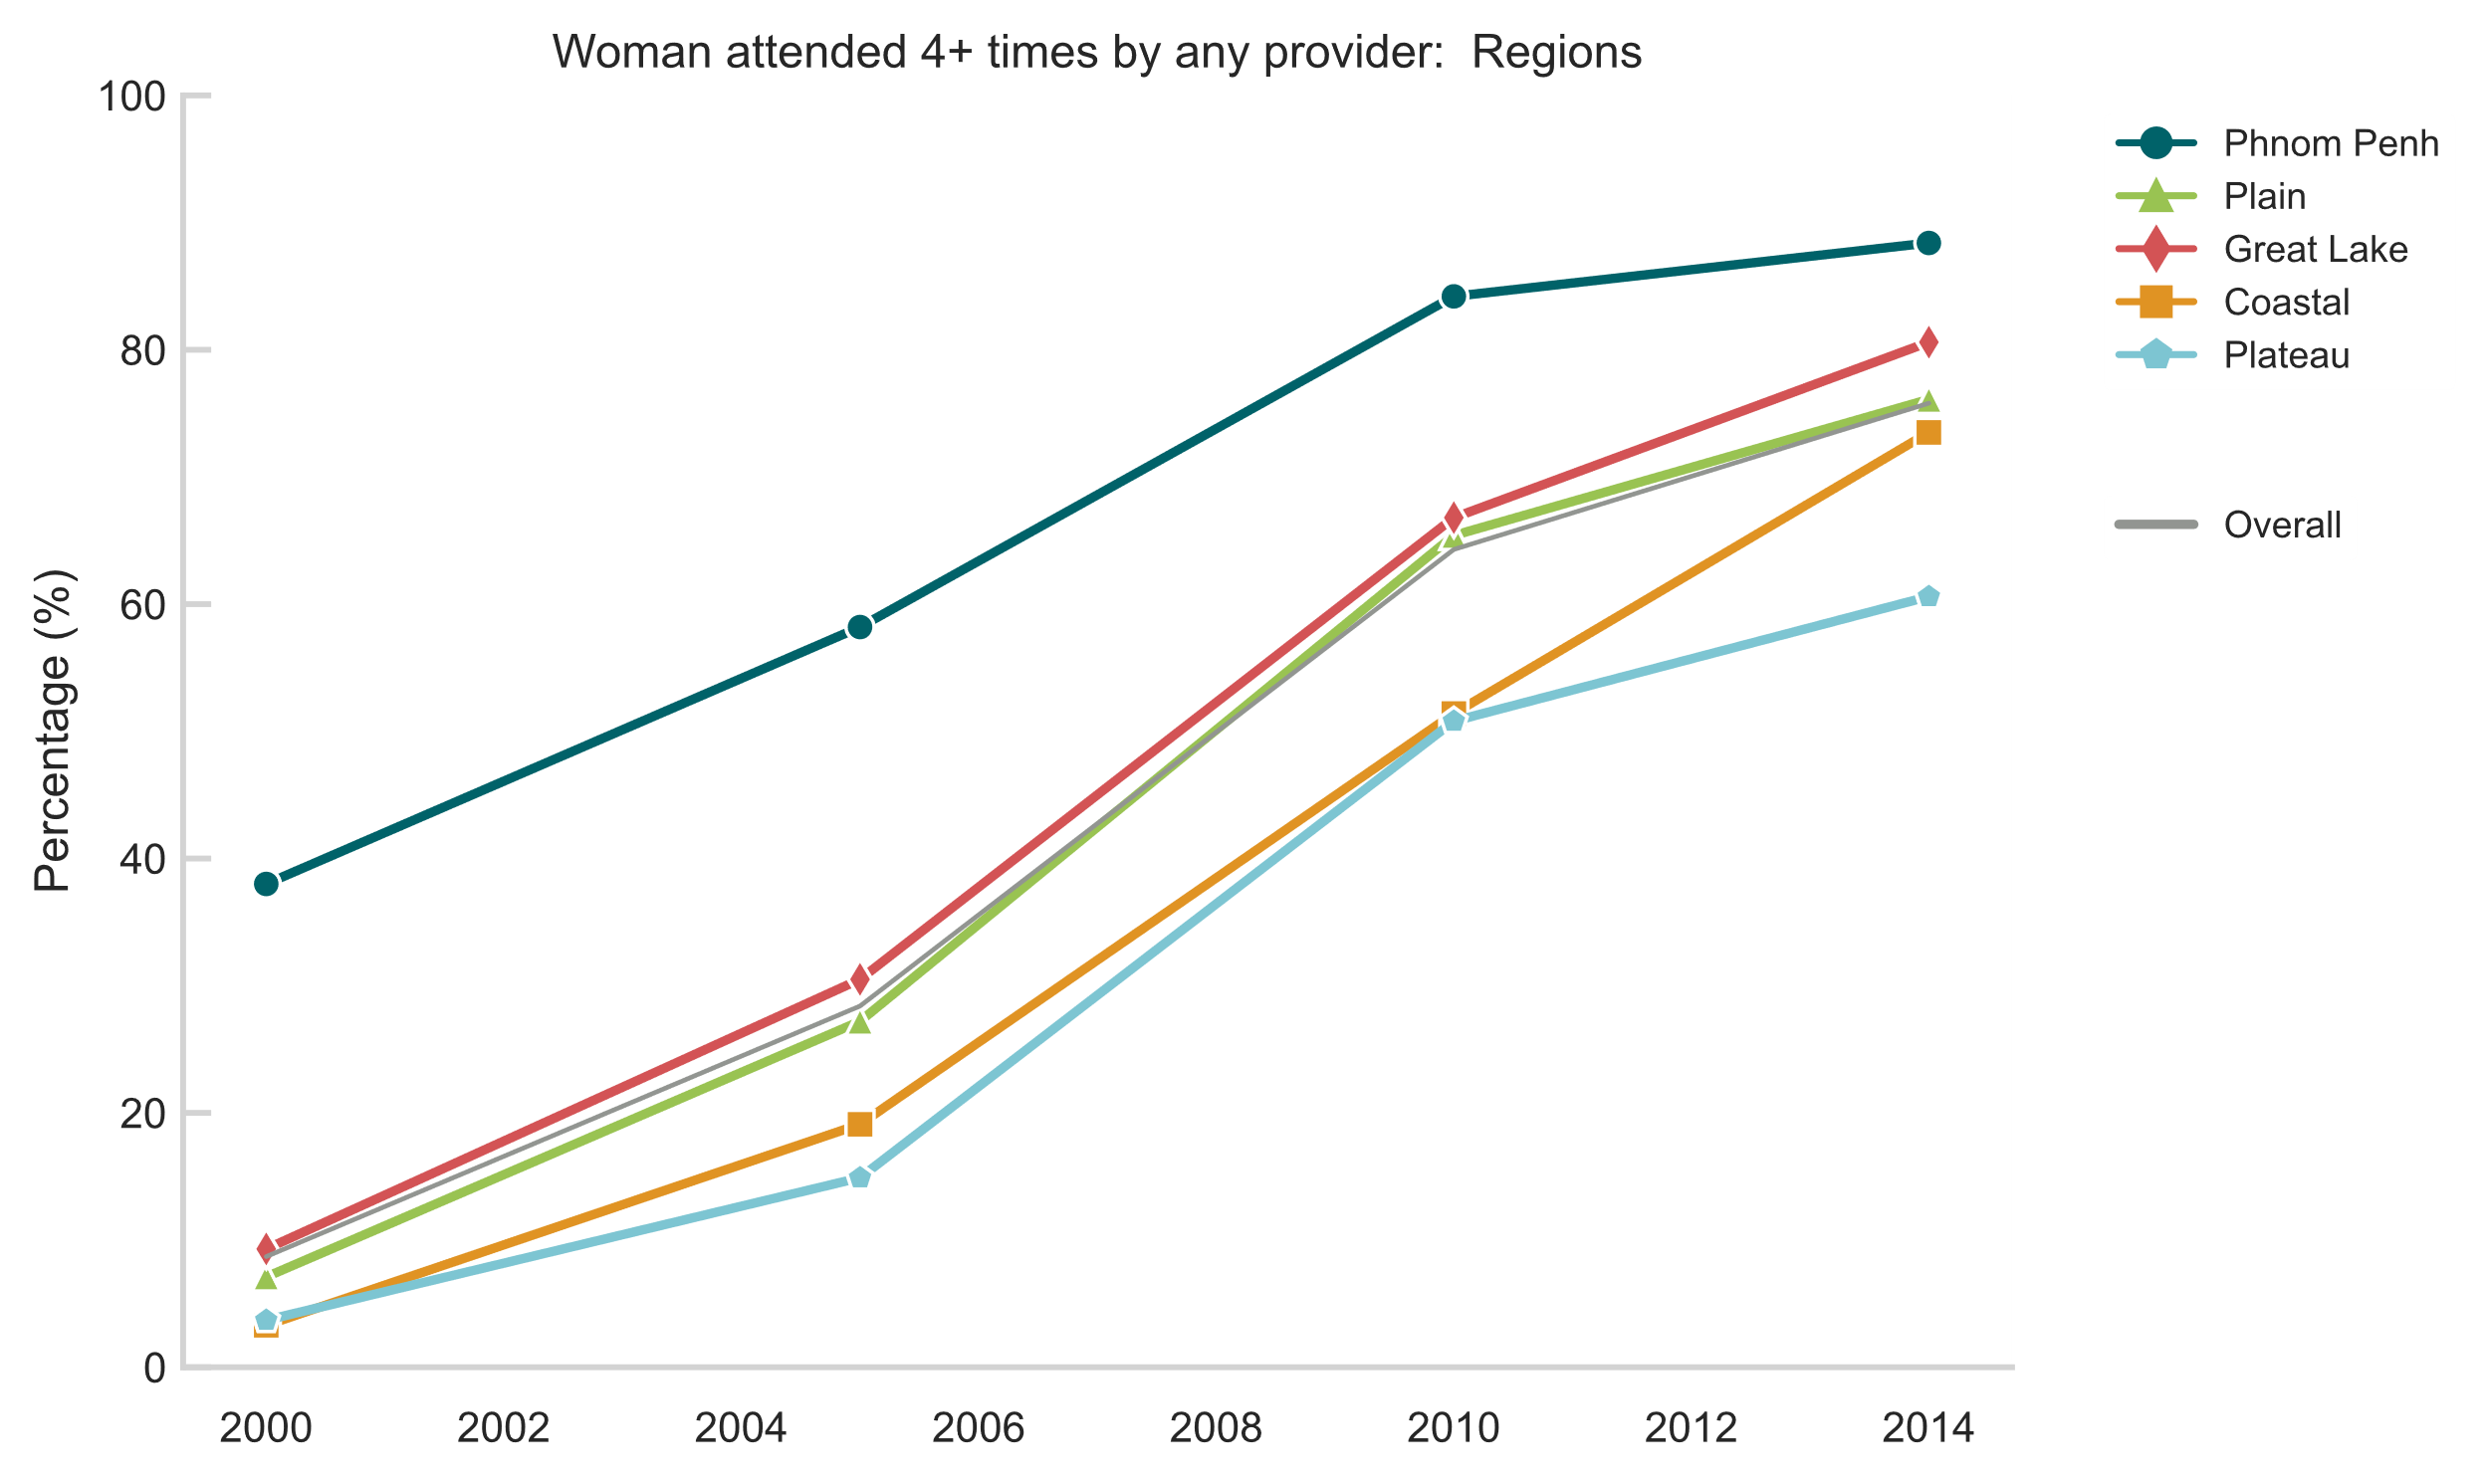 Woman attended 4+ times by any provider:  Regions
Percentage (%)
100
80
60
40
20
0
2000 2002 2004 2006 2008 2010 2012 2014
Phnom Penh
Plain
Great Lake
Coastal
Plateau
Overall